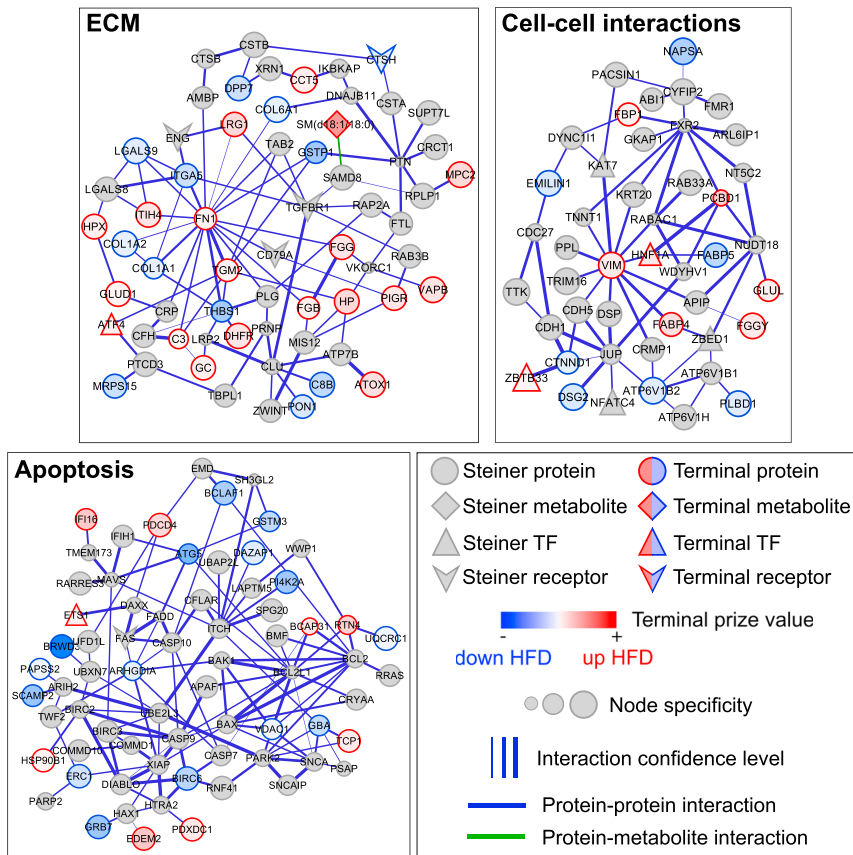 ECM
CSTB
CTSH
CTSB
XRN1
IKBKAP
CCT5
DPP7
AMBP
DNAJB11
CSTA
COL6A1
SUPT7L
LRG1
SM(d18:1/18:0)
ENG
TAB2
GSTP1
CRCT1
LGALS9
PTN
ITGA5
SAMD8
MPC2
LGALS8
RPLP1
TGFBR1
RAP2A
ITIH4
FN1
FTL
HPX
COL1A2
FGG
CD79A
RAB3B
COL1A1
TGM2
VKORC1
GLUD1
PLG
HP
PIGR
VAPB
CRP
THBS1
FGB
ATF4
CFH
C3
LRP2
DHFR
PRNF
MIS12
PTCD3
GC
CLU
ATP7B
MRPS15
C8B
ATOX1
TBPL1
ZWINT
PON1
Cell-cell interactions
NAPSA
PACSIN1
CYFIP2
ABI1
FMR1
FBP1
FXR2
DYNC1I1
GKAP1
ARL6IP1
KAT7
NT5C2
EMILIN1
RAB33A
KRT20
PCBD1
TNNT1
RABAC1
CDC27
PPL
HNF1A
FABP5
NUDT18
VIM
WDYHV1
TRIM16
GLUL
TTK
APIP
CDH5
DSP
CDH1
FABP4
FGGY
ZBED1
JUP
CRMP1
CTNND1
ZBTB33
ATP6V1B1
DSG2
ATP6V1B2
NFATC4
PLBD1
ATP6V1H
Apoptosis
EMD
SH3GL2
BCLAF1
IFI16
PDCD4
GSTM3
IFIH1
TMEM173
ATG5
DAZAP1
WWP1
UBAP2L
RARRES3
MAVS
PI4K2A
LAPTM5
DAXX
CFLAR
ETS1
FADD
SPG20
ITCH
BCAP31
RTN4
FAS
CASP10
BMF
UQCRC1
BRWD3
UFD1L
BAK1
BCL2
PAPSS2
UBXN7
ARHGDIA
BCL2L1
RRAS
SCAMP2
ARIH2
APAF1
CRYAA
TWF2
BIRC2
UBE2L3
BAX
VDAC1
GBA
BIRC3
CASP9
TCP1
COMMD10
COMMD1
CASP7
PARK2
HSP90B1
XIAP
SNCA
PSAP
ERC1
DIABLO
BIRC6
RNF41
SNCAIP
PARP2
HTRA2
HAX1
GRB7
EDEM2
PDXDC1
Steiner protein
Terminal protein
Steiner metabolite
Terminal metabolite
Steiner TF
Terminal TF
Steiner receptor
Terminal receptor
Terminal prize value
- +
down HFD up HFD
Node specificity
Interaction confidence level
Protein-protein interaction
Protein-metabolite interaction